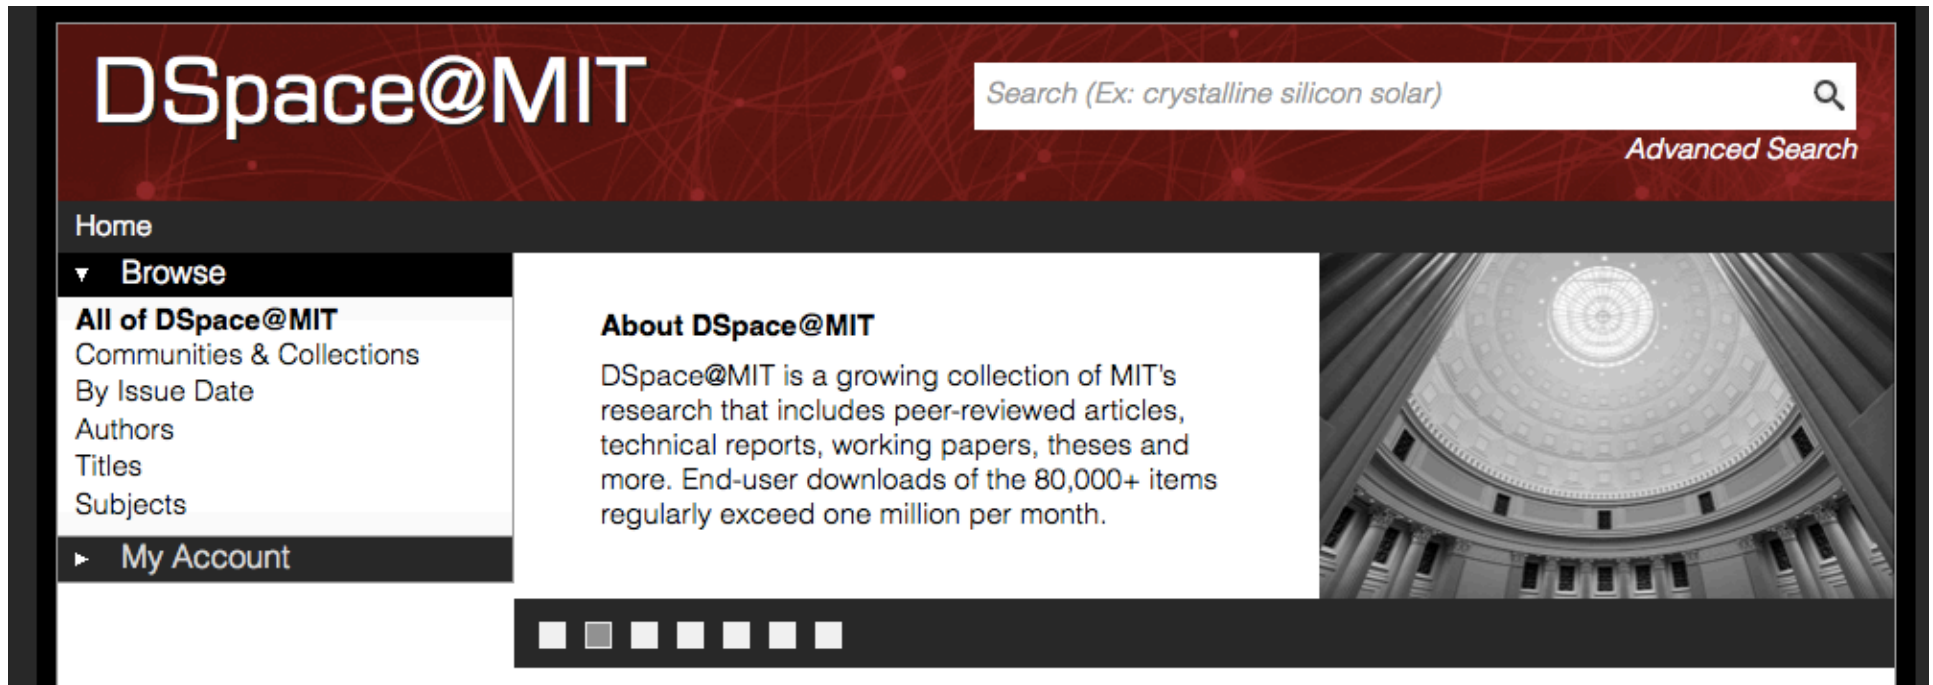 DSpace@MIT
Search (Ex: crystalline silicon solar)
Advanced Search
Home
Browse
All of DSpace@MIT
Communities & Collections
By Issue Date
Authors
Titles
Subjects
My Account
About DSpace@MIT
DSpace@MIT is a growing collection of MIT's
research that includes peer-reviewed articles,
technical reports, working papers, theses and
more. End-user downloads of the 80,000+ items
regularly exceed one million per month.